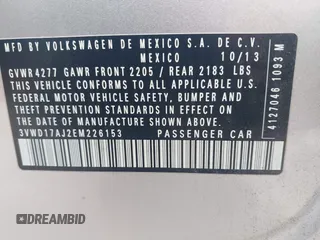 MFD BY VOLKSWAGEN DE MEXICO S.A. DE C.V.
MEXICO 10/13
GVWR 4277 GAWR FRONT 2205 / REAR 2183 LBS
THIS VEHICLE CONFORMS TO ALL APPLICABLE U.S.
FEDERAL MOTOR VEHICLE SAFETY, BUMPER AND
THEFT PREVENTION STANDARDS IN EFFECT ON THE
DATE OF MANUFACTURE SHOWN ABOVE.
3VWD17AJ2EM226153 PASSENGER CAR
4127046 1093 M
DREAMBID